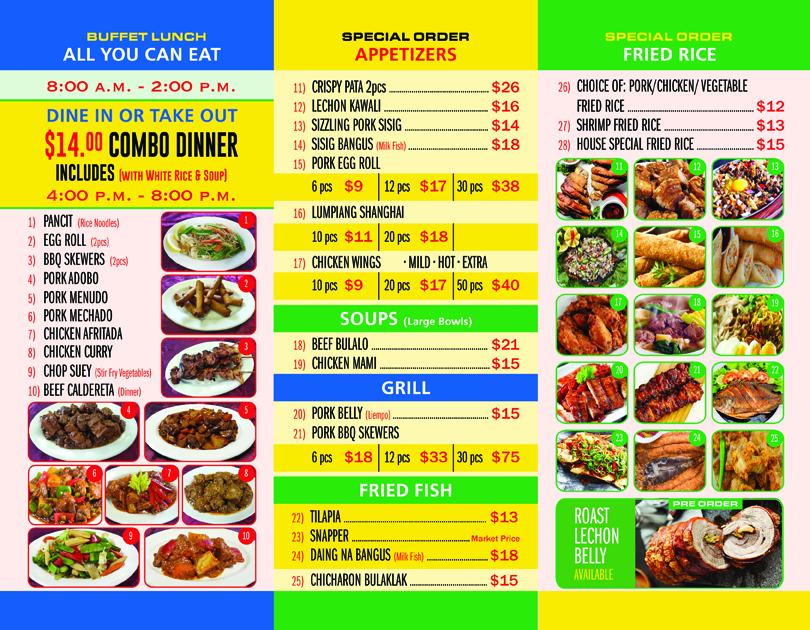 BUFFET LUNCH
ALL YOU CAN EAT
8:00 A.M. - 2:00 P.M.
DINE IN OR TAKE OUT
$14.00 COMBO DINNER
INCLUDES (WITH WHITE RICE & SOUP)
4:00 P.M. - 8:00 P.M.
1) PANCIT (Rice Noodles)
2) EGG ROLL (2pcs)
3) BBQ SKEWERS (2pcs)
4) PORK ADOBO
5) PORK MENUDO
6) PORK MECHADO
7) CHICKEN AFRITADA
8) CHICKEN CURRY
9) CHOP SUEY (Stir Fry Vegetables)
10) BEEF CALDERETA (Dinner)
1
2
3
4
5
6
7
8
9
10
SPECIAL ORDER
APPETIZERS
11) CRISPY PATA 2pcs $26
12) LECHON KAWALI $16
13) SIZZLING PORK SISIG $14
14) SISIG BANGUS (Milk Fish) $18
15) PORK EGG ROLL
6 pcs $9 12 pcs $17 30 pcs $38
16) LUMPIANG SHANGHAI
10 pcs $11 20 pcs $18
17) CHICKEN WINGS · MILD · HOT · EXTRA
10 pcs $9 20 pcs $17 50 pcs $40
SOUPS (Large Bowls)
18) BEEF BULALO $21
19) CHICKEN MAMI $15
GRILL
20) PORK BELLY (Liempo) $15
21) PORK BBQ SKEWERS
6 pcs $18 12 pcs $33 30 pcs $75
FRIED FISH
22) TILAPIA $13
23) SNAPPER Market Price
24) DAING NA BANGUS (Milk Fish) $18
25) CHICHARON BULAKLAK $15
SPECIAL ORDER
FRIED RICE
26) CHOICE OF: PORK/CHICKEN/ VEGETABLE
FRIED RICE $12
27) SHRIMP FRIED RICE $13
28) HOUSE SPECIAL FRIED RICE $15
11
12
13
14
15
16
17
18
19
20
21
22
23
24
25
PRE ORDER
ROAST
LECHON
BELLY
AVAILABLE